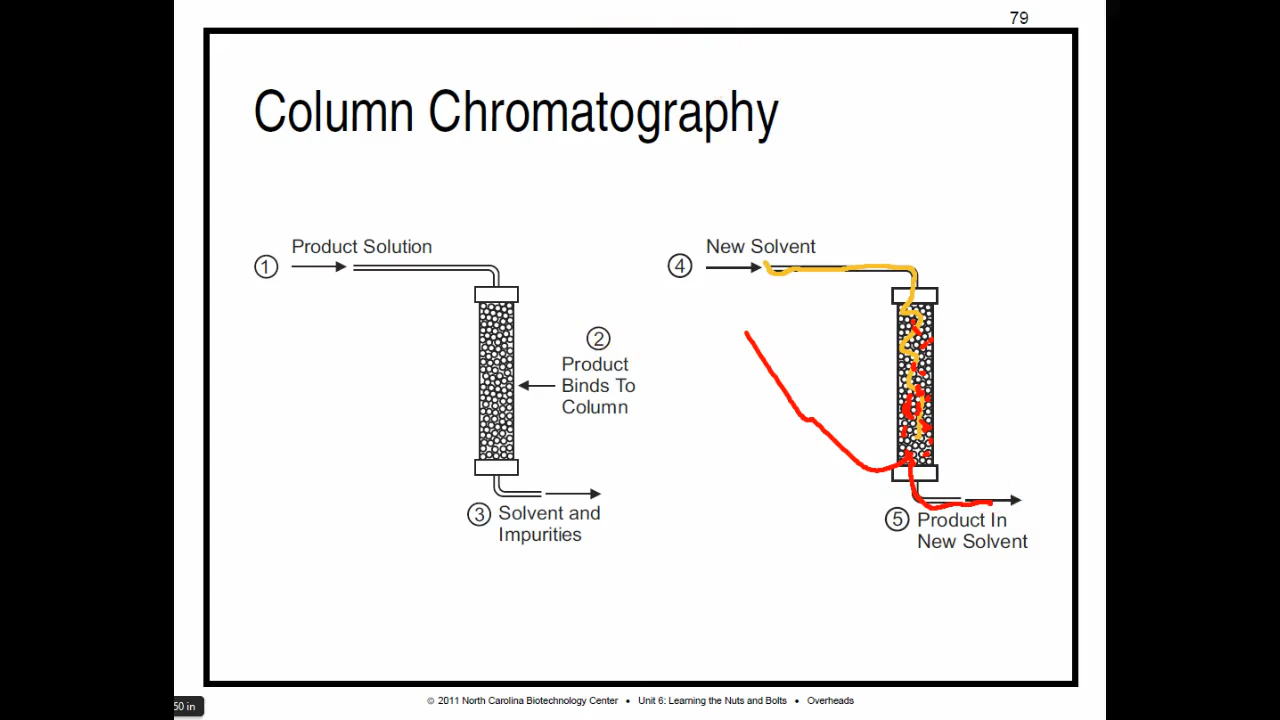 79
Column Chromatography
1 Product Solution
2
Product
Binds To
Column
3 Solvent and
Impurities
4 New Solvent
5 Product In
New Solvent
50 in
© 2011 North Carolina Biotechnology Center • Unit 6: Learning the Nuts and Bolts • Overheads